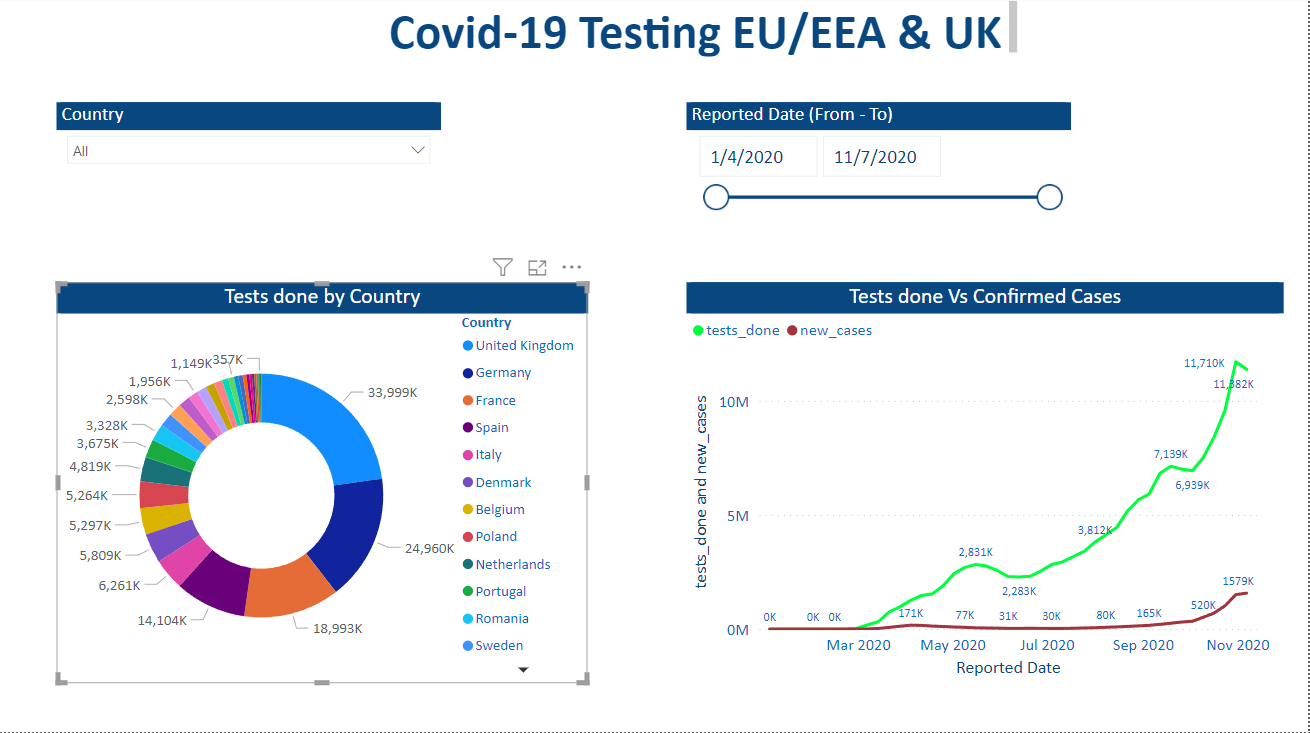 Covid-19 Testing EU/EEA & UK
Country
All
Reported Date (From - To)
1/4/2020
11/7/2020
Tests done by Country
Country
United Kingdom
Germany
France
Spain
Italy
Denmark
Belgium
Poland
Netherlands
Portugal
Romania
Sweden
357K
1,149K
1,956K
2,598K
3,328K
3,675K
4,819K
5,264K
5,297K
5,809K
6,261K
14,104K
18,993K
24,960K
33,999K
Tests done Vs Confirmed Cases
tests_done
new_cases
tests_done and new_cases
10M
5M
0M
11,710K
11,382K
7,139K
6,939K
3,812K
2,831K
2,283K
1579K
0K
0K
0K
171K
77K
31K
30K
80K
165K
520K
Mar 2020
May 2020
Jul 2020
Sep 2020
Nov 2020
Reported Date